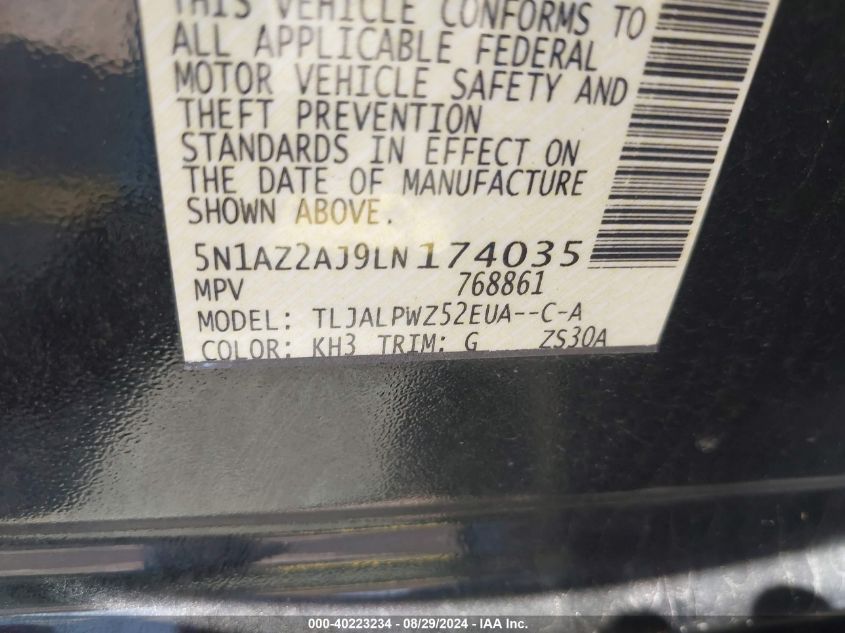 THIS VEHICLE CONFORMS TO
ALL APPLICABLE FEDERAL
MOTOR VEHICLE SAFETY AND
THEFT PREVENTION
STANDARDS IN EFFECT ON
THE DATE OF MANUFACTURE
SHOWN ABOVE.
5N1AZ2AJ9LN174035
MPV 768861
MODEL: TLJALPWZ52EUA--C-A
COLOR: KH3 TRIM: G ZS30A
000-40223234 - 08/29/2024 - IAA Inc.